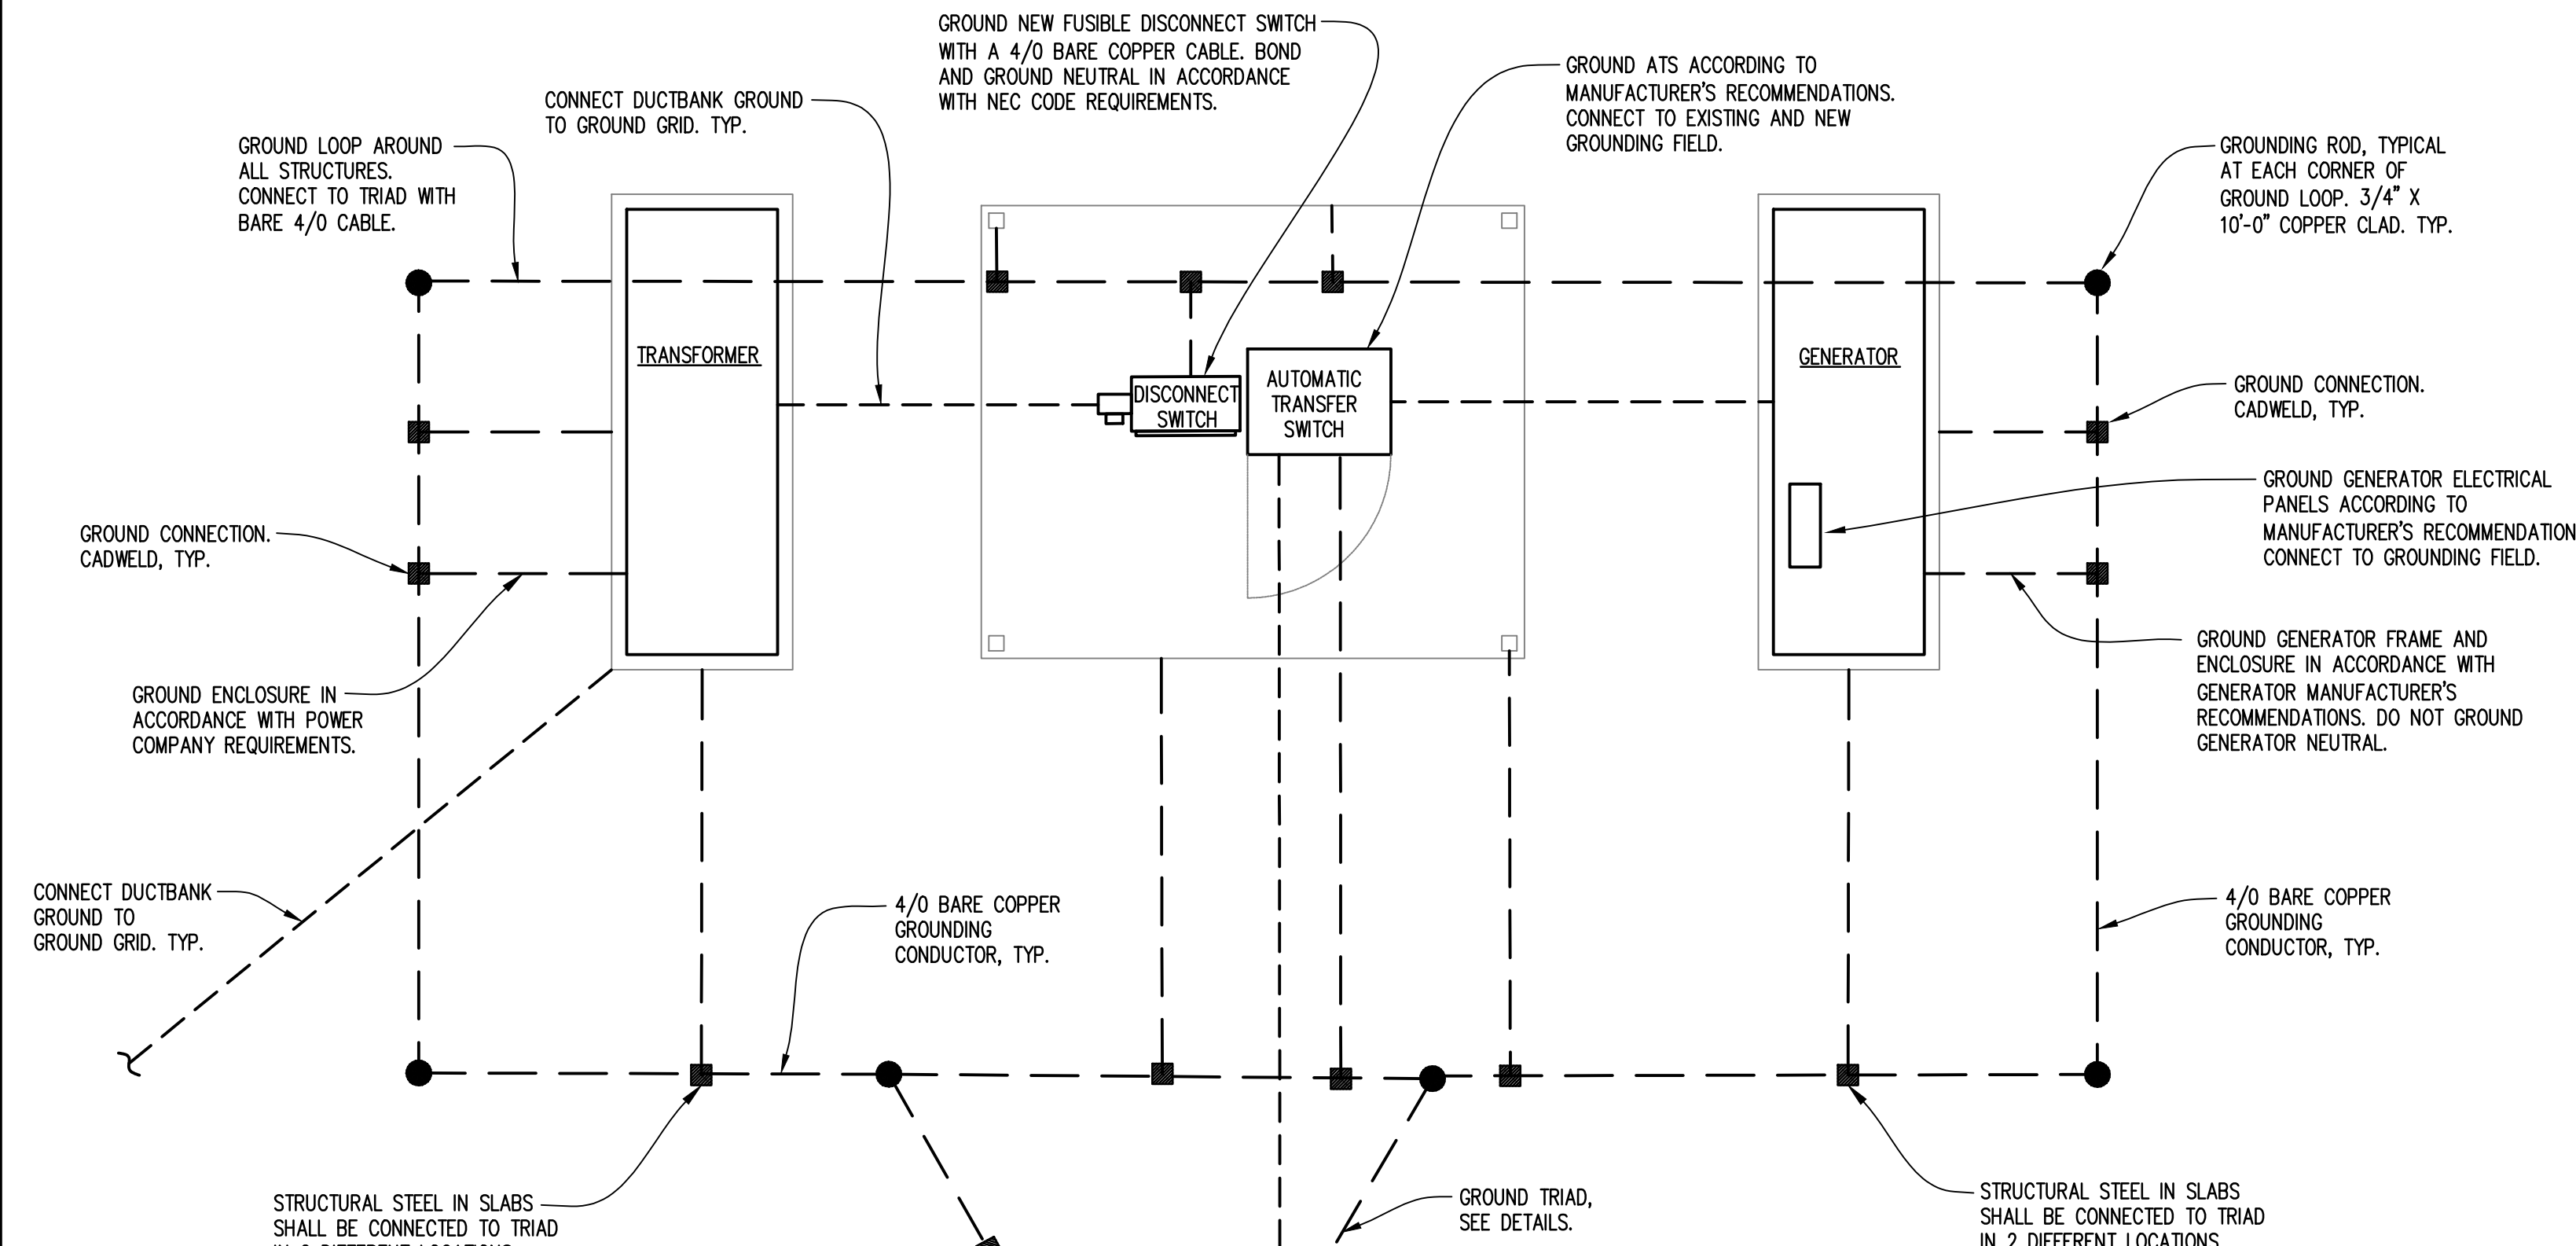 GROUND NEW FUSIBLE DISCONNECT SWITCH
WITH A 4/0 BARE COPPER CABLE. BOND
AND GROUND NEUTRAL IN ACCORDANCE
WITH NEC CODE REQUIREMENTS.
GROUND ATS ACCORDING TO
MANUFACTURER'S RECOMMENDATIONS.
CONNECT TO EXISTING AND NEW
GROUNDING FIELD.
CONNECT DUCTBANK GROUND
TO GROUND GRID. TYP.
GROUND LOOP AROUND
ALL STRUCTURES.
CONNECT TO TRIAD WITH
BARE 4/0 CABLE.
GROUNDING ROD, TYPICAL
AT EACH CORNER OF
GROUND LOOP. 3/4" X
10'-0" COPPER CLAD. TYP.
TRANSFORMER
DISCONNECT
SWITCH
AUTOMATIC
TRANSFER
SWITCH
GENERATOR
GROUND CONNECTION.
CADWELD, TYP.
GROUND GENERATOR ELECTRICAL
PANELS ACCORDING TO
MANUFACTURER'S RECOMMENDATION
CONNECT TO GROUNDING FIELD.
GROUND CONNECTION.
CADWELD, TYP.
GROUND ENCLOSURE IN
ACCORDANCE WITH POWER
COMPANY REQUIREMENTS.
GROUND GENERATOR FRAME AND
ENCLOSURE IN ACCORDANCE WITH
GENERATOR MANUFACTURER'S
RECOMMENDATIONS. DO NOT GROUND
GENERATOR NEUTRAL.
CONNECT DUCTBANK
GROUND TO
GROUND GRID. TYP.
4/0 BARE COPPER
GROUNDING
CONDUCTOR, TYP.
4/0 BARE COPPER
GROUNDING
CONDUCTOR, TYP.
STRUCTURAL STEEL IN SLABS
SHALL BE CONNECTED TO TRIAD
GROUND TRIAD,
SEE DETAILS.
STRUCTURAL STEEL IN SLABS
SHALL BE CONNECTED TO TRIAD
IN 2 DIFFERENT LOCATIONS